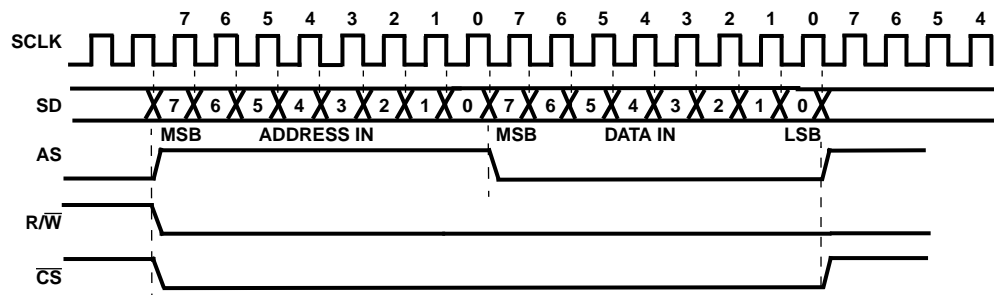 7 6 5 4 3 2 1 0 7 6 5 4 3 2 1 0 7 6 5 4
SCLK
SD 7 6 5 4 3 2 1 0 7 6 5 4 3 2 1 0
MSB ADDRESS IN MSB DATA IN LSB
AS
R/W̅
C̅S̅